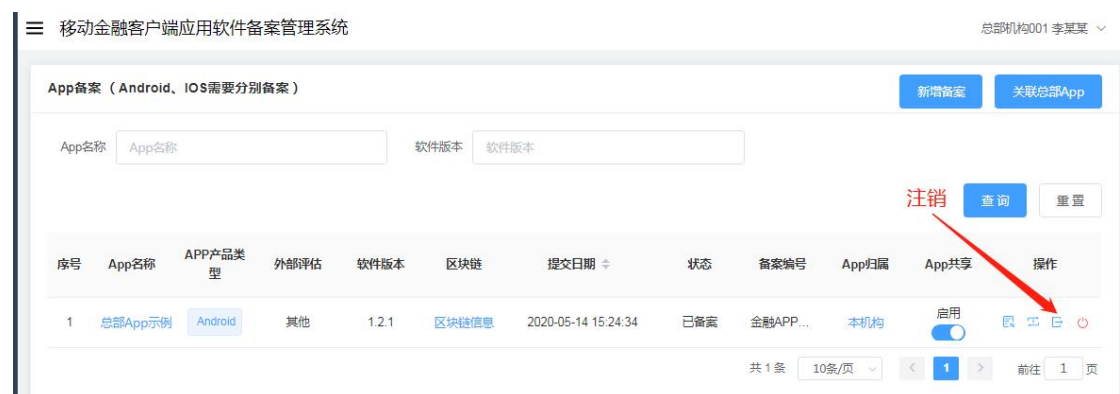 移动金融客户端应用软件备案管理系统
总部机构001 李某某
App备案 （Android、IOS需要分别备案）
新增备案
关联总部App
App名称
App名称
软件版本
软件版本
注销
查询
重置
序号
App名称
APP产品类型
外部评估
软件版本
区块链
提交日期
状态
备案编号
App归属
App共享
操作
1
总部App示例
Android
其他
1.2.1
区块链信息
2020-05-14 15:24:34
已备案
金融APP...
本机构
启用
共 1 条
10条/页
1
前往 1 页